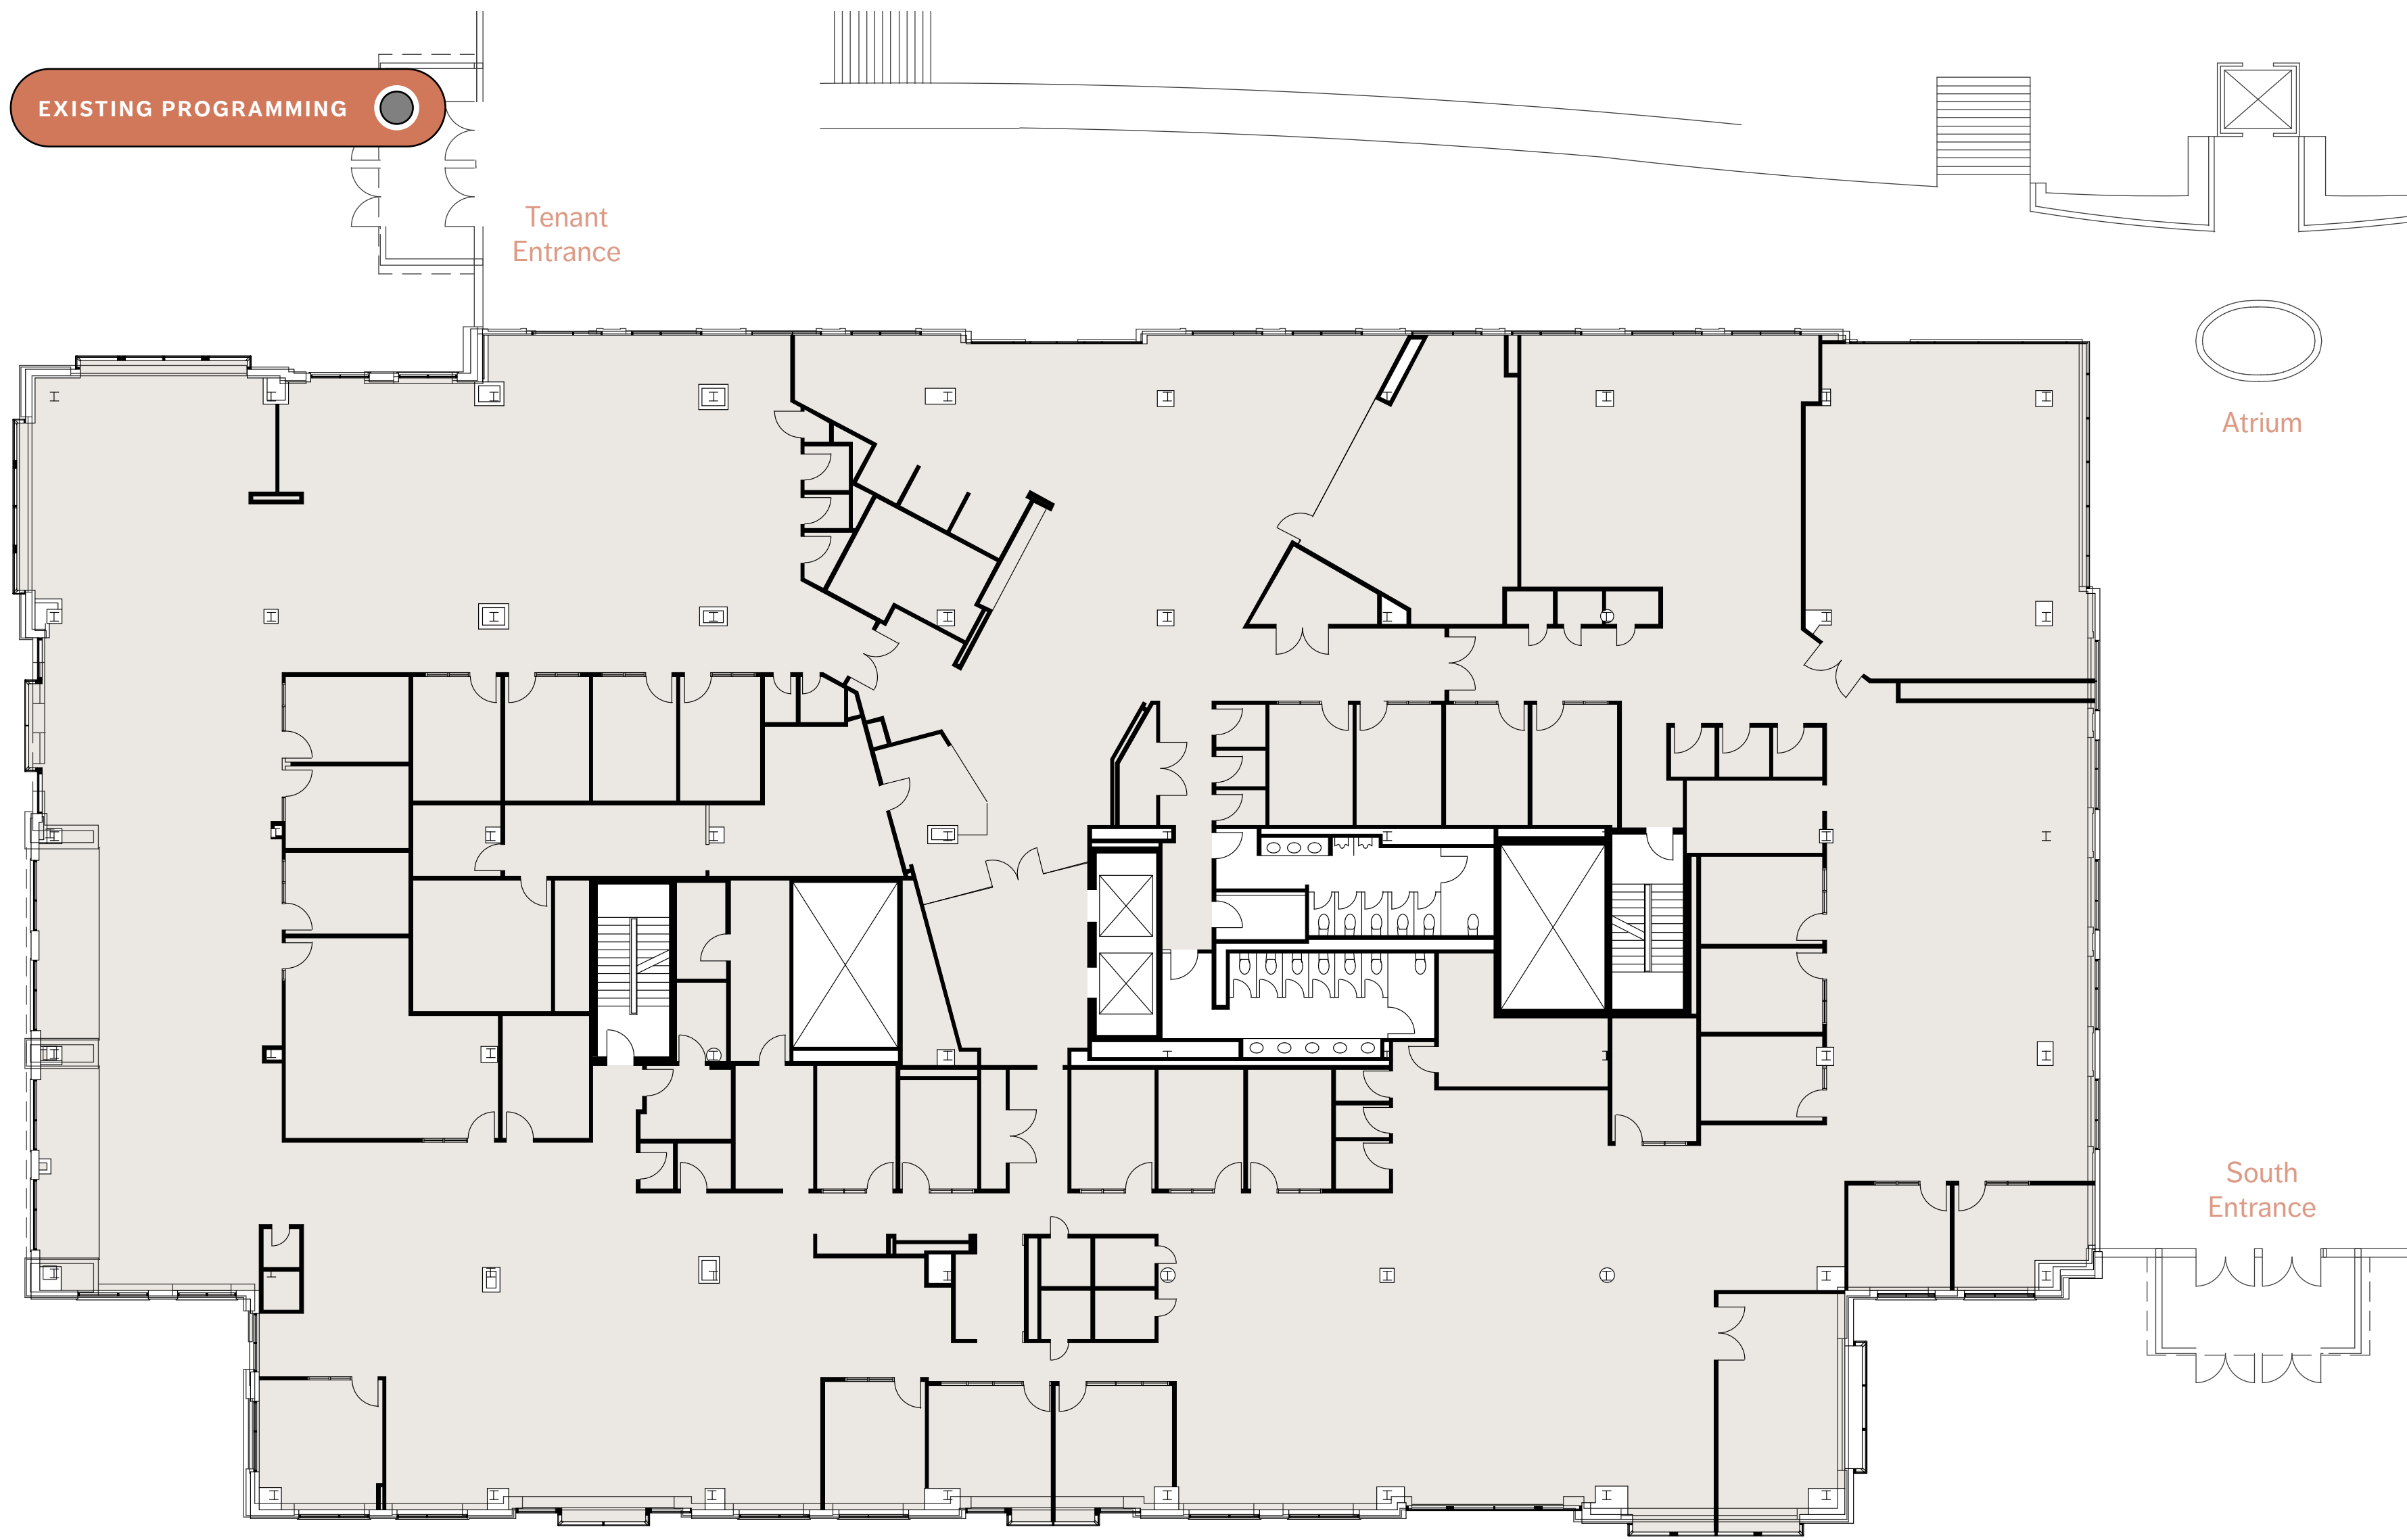 EXISTING PROGRAMMING
Tenant
Entrance
Atrium
South
Entrance